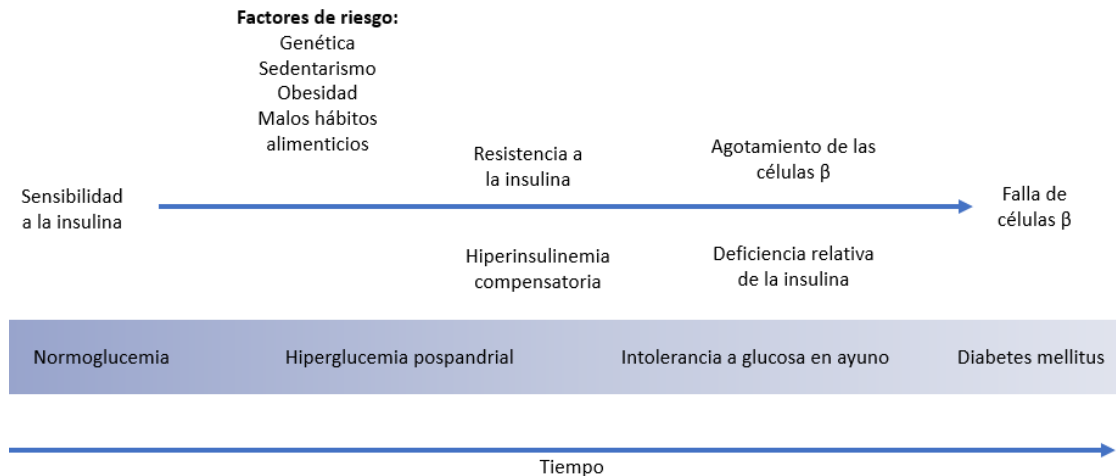 Factores de riesgo:
Genética
Sedentarismo
Obesidad
Malos hábitos
alimenticios
Resistencia a
la insulina
Agotamiento de las
células β
Sensibilidad
a la insulina
Falla de
células β
Hiperinsulinemia
compensatoria
Deficiencia relativa
de la insulina
Normoglucemia
Hiperglucemia pospandrial
Intolerancia a glucosa en ayuno
Diabetes mellitus
Tiempo